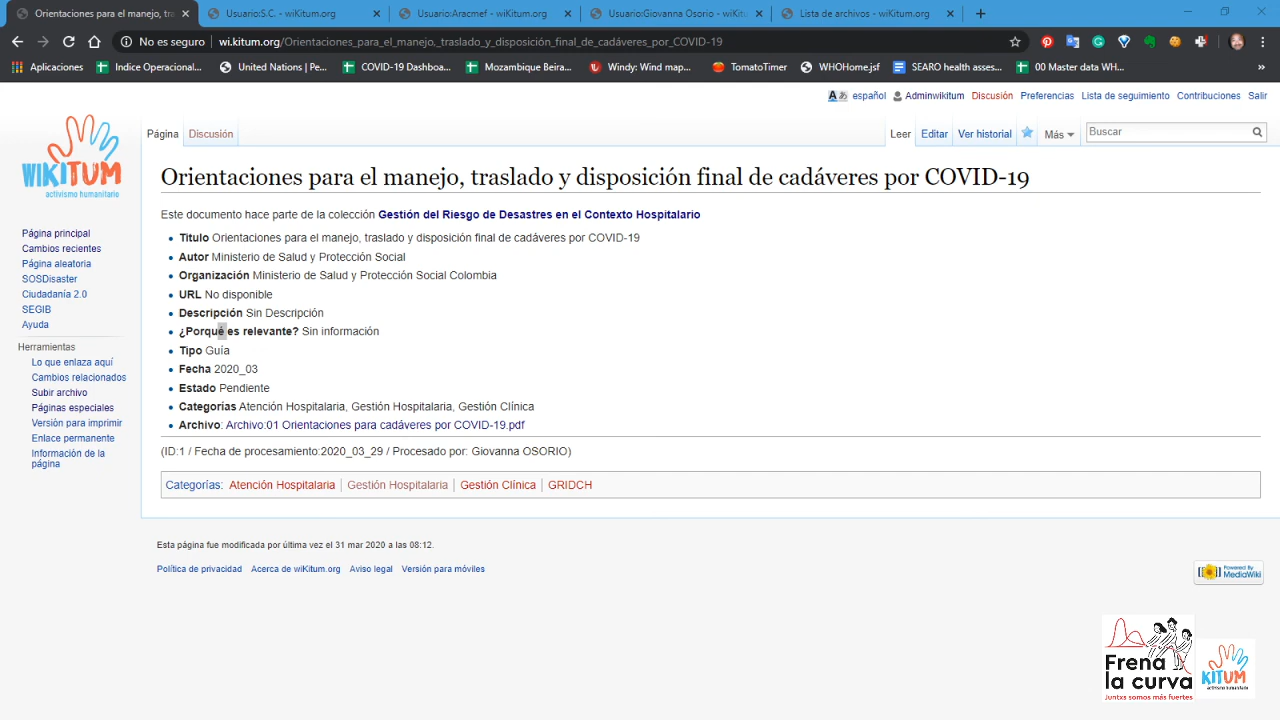 Orientaciones para el manejo, tra
Usuario:S.C. - wiKitum.org
Usuario:Aracmef - wiKitum.org
Usuario:Giovanna Osorio - wiKitu
Lista de archivos - wiKitum.org
No es seguro
wi.kitum.org/Orientaciones_para_el_manejo,_traslado_y_disposición_final_de_cadáveres_por_COVID-19
Aplicaciones
Indice Operacional...
United Nations | Pe...
COVID-19 Dashboa...
Mozambique Beira...
Windy: Wind map...
TomatoTimer
WHOHome.jsf
SEARO health asses...
00 Master data WH...
español
Adminwikitum
Discusión
Preferencias
Lista de seguimiento
Contribuciones
Salir
WIKITUM
activismo humanitario
Página
Discusión
Leer
Editar
Ver historial
Más
Buscar
Página principal
Cambios recientes
Página aleatoria
SOSDisaster
Ciudadanía 2.0
SEGIB
Ayuda
Herramientas
Lo que enlaza aquí
Cambios relacionados
Subir archivo
Páginas especiales
Versión para imprimir
Enlace permanente
Información de la
página
Orientaciones para el manejo, traslado y disposición final de cadáveres por COVID-19
Este documento hace parte de la colección Gestión del Riesgo de Desastres en el Contexto Hospitalario
Título Orientaciones para el manejo, traslado y disposición final de cadáveres por COVID-19
Autor Ministerio de Salud y Protección Social
Organización Ministerio de Salud y Protección Social Colombia
URL No disponible
Descripción Sin Descripción
¿Porqué es relevante? Sin información
Tipo Guía
Fecha 2020_03
Estado Pendiente
Categorías Atención Hospitalaria, Gestión Hospitalaria, Gestión Clínica
Archivo: Archivo:01 Orientaciones para cadáveres por COVID-19.pdf
(ID:1 / Fecha de procesamiento:2020_03_29 / Procesado por: Giovanna OSORIO)
Categorías: Atención Hospitalaria | Gestión Hospitalaria | Gestión Clínica | GRIDCH
Esta página fue modificada por última vez el 31 mar 2020 a las 08:12.
Política de privacidad
Acerca de wiKitum.org
Aviso legal
Versión para móviles
Powered By
MediaWiki
Frena
la curva
Juntxs somos más fuertes
KITUM
activismo humanitario